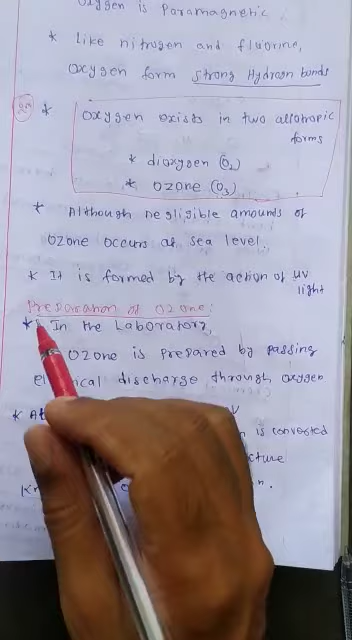 Oxygen is Paramagnetic.
* Like nitrogen and fluorine,
oxygen form strong Hydrogn bonds
* Oxygen exists in two allotropic
forms
* dioxygen (O₂)
* ozone (O₃)
* Although negligible amounts of
ozone occurs at sea level.
* It is formed by the action of UV
light
Preparation of Ozone:
* In the Laboratory,
Ozone is Prepared by passing
discharge through oxygen
* At
is converted